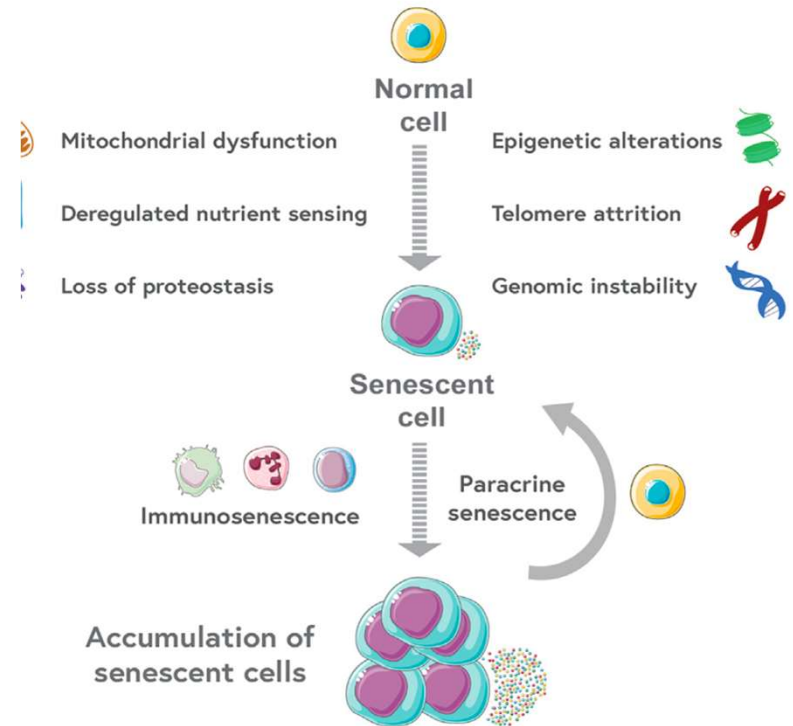 Normal
cell
Mitochondrial dysfunction
Epigenetic alterations
Deregulated nutrient sensing
Telomere attrition
Loss of proteostasis
Genomic instability
Senescent
cell
Immunosenescence
Paracrine
senescence
Accumulation of
senescent cells